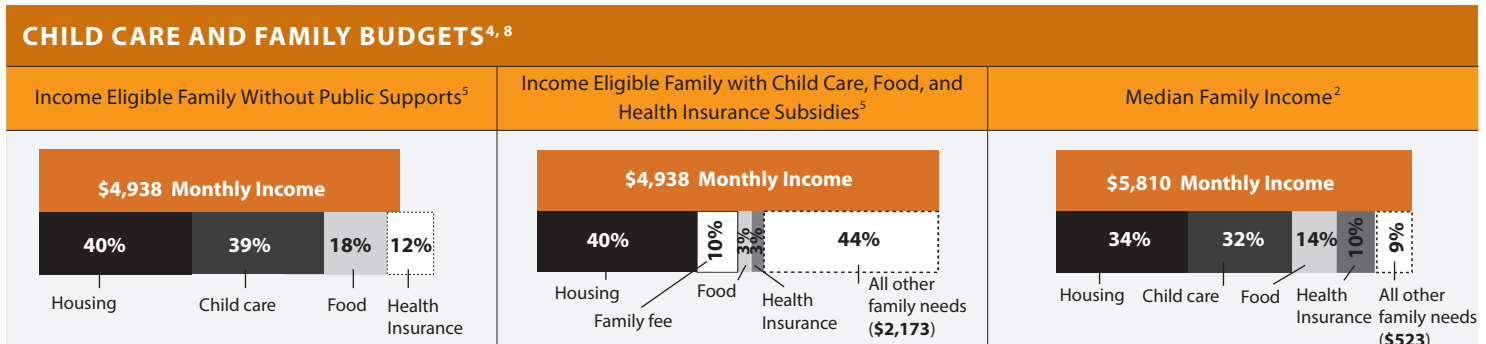 CHILD CARE AND FAMILY BUDGETS4, 8
Income Eligible Family Without Public Supports5
Income Eligible Family with Child Care, Food, and
Health Insurance Subsidies5
Median Family Income2
$4,938 Monthly Income
40%
39%
18%
12%
Housing
Child care
Food
Health
Insurance
$4,938 Monthly Income
40%
10%
3%
3%
44%
Housing
Family fee
Food
Health
Insurance
All other
family needs
($2,173)
$5,810 Monthly Income
34%
32%
14%
10%
9%
Housing
Child care
Food
Health
Insurance
All other
family needs
($523)